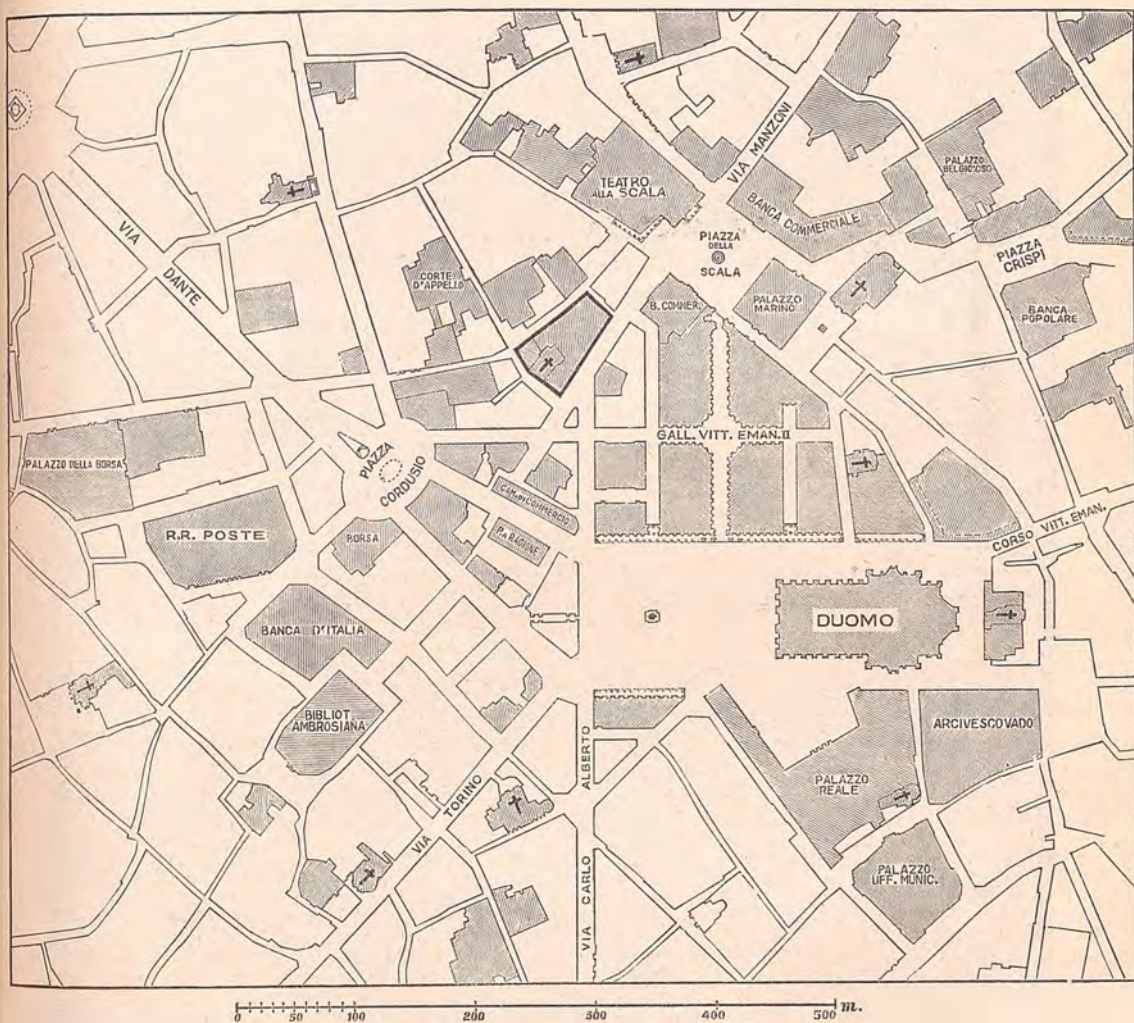 VIA MANZONI
PALAZZO
BELGIOIOSO
TEATRO
ALLA SCALA
BANCA COMMERCIALE
PIAZZA
DELLA
SCALA
PIAZZA
CRISPI
VIA
DANTE
CORTE
D'APPELLO
B. COMMER.
PALAZZO
MARINO
BANCA
POPOLARE
GALL. VITT. EMAN. II
PALAZZO DELLA BORSA
PIAZZA
CORDUSIO
CAM. DI COMMERCIO
R.R. POSTE
BORSA
P. RAGIONE
CORSO VITT. EMAN.
DUOMO
BANCA D'ITALIA
BIBLIOT
AMBROSIANA
ARCIVESCOVADO
PALAZZO
REALE
VIA TORINO
VIA CARLO ALBERTO
PALAZZO
UFF. MUNIC.
0 50 100 200 300 400 500 m.